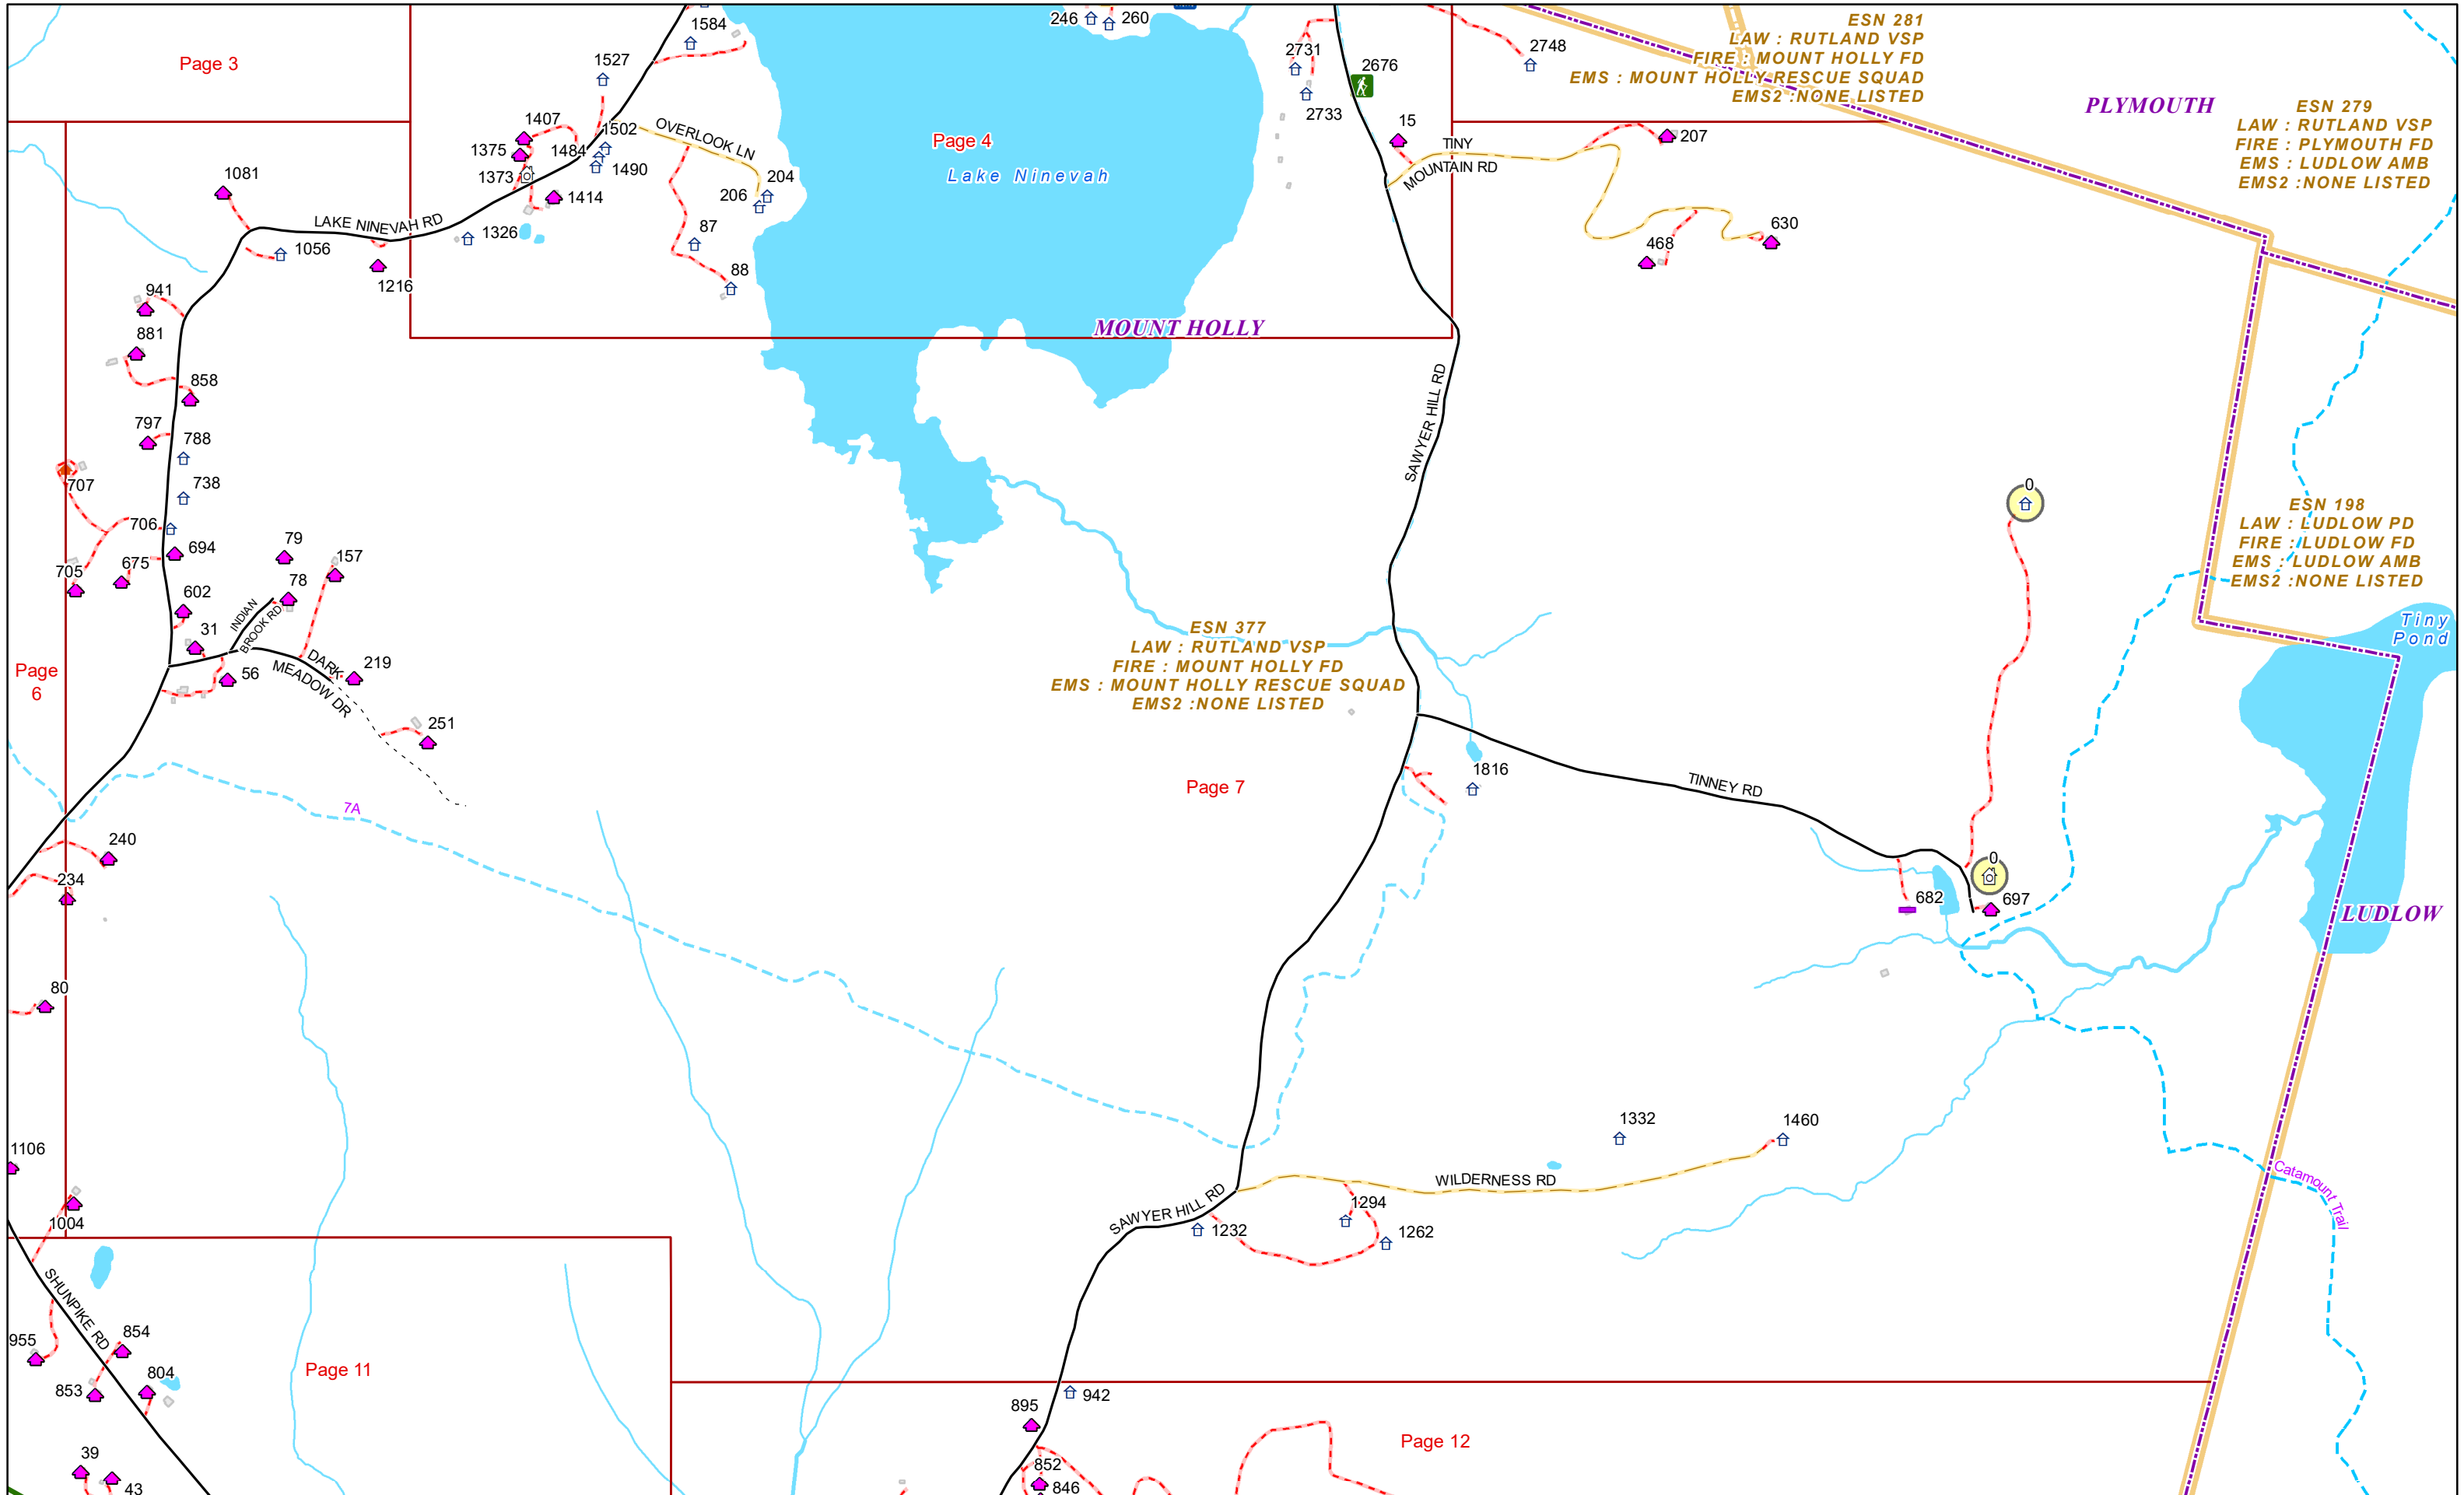 1584
246
260
ESN 281
LAW : RUTLAND VSP
FIRE : MOUNT HOLLY FD
EMS : MOUNT HOLLY RESCUE SQUAD
EMS2 :NONE LISTED
Page 3
1527
2731
2676
2748
2733
PLYMOUTH
ESN 279
LAW : RUTLAND VSP
FIRE : PLYMOUTH FD
EMS : LUDLOW AMB
EMS2 :NONE LISTED
1407
1502
OVERLOOK LN
Page 4
15
TINY
MOUNTAIN RD
207
1375
1484
1490
1373
1414
Lake Ninevah
204
206
1081
LAKE NINEVAH RD
1326
87
88
468
630
1056
1216
941
MOUNT HOLLY
881
858
SAWYER HILL RD
797
788
707
738
706
0
ESN 198
LAW : LUDLOW PD
FIRE : LUDLOW FD
EMS : LUDLOW AMB
EMS2 :NONE LISTED
694
79
157
705
675
78
602
INDIAN
BROOK RD
31
Tiny
Pond
ESN 377
LAW : RUTLAND VSP
FIRE : MOUNT HOLLY FD
EMS : MOUNT HOLLY RESCUE SQUAD
EMS2 :NONE LISTED
Page
6
56
DARK
MEADOW DR
219
251
1816
TINNEY RD
Page 7
7A
240
234
0
682
697
LUDLOW
80
1106
1332
1460
1004
WILDERNESS RD
Catamount Trail
SAWYER HILL RD
1232
1294
1262
SHUNPIKE RD
955
854
853
804
Page 11
942
895
Page 12
39
43
852
846